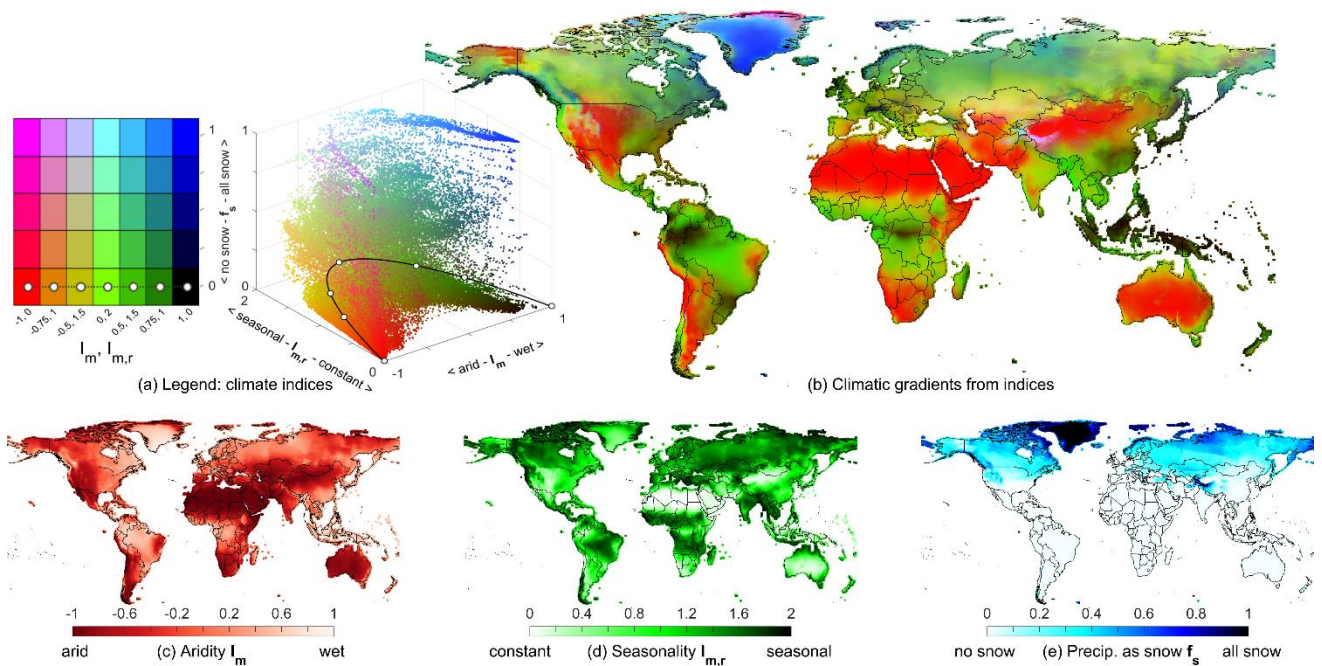 1
0
< no snow - fs - all snow >
-1, 0
-0.75, 1
-0.5, 1.5
0, 2
0.5, 1.5
0.75, 1
1, 0
Im, Im,r
1
0
2
< seasonal - Im,r - constant >
0
-1
< arid - Im - wet >
1
(a) Legend: climate indices
(b) Climatic gradients from indices
-1 -0.6 -0.2 0.2 0.6 1
arid (c) Aridity Im wet
0 0.4 0.8 1.2 1.6 2
constant (d) Seasonality Im,r seasonal
0 0.2 0.4 0.6 0.8 1
no snow (e) Precip. as snow fs all snow